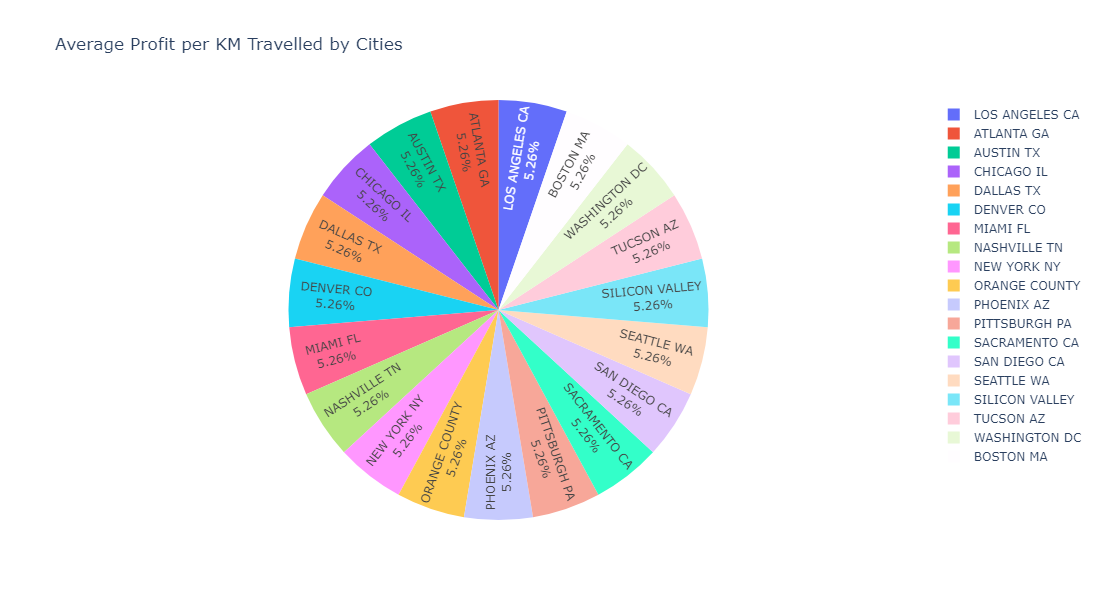 Average Profit per KM Travelled by Cities
LOS ANGELES CA
5.26%
BOSTON MA
5.26%
WASHINGTON DC
5.26%
TUCSON AZ
5.26%
SILICON VALLEY
5.26%
SEATTLE WA
5.26%
SAN DIEGO CA
5.26%
SACRAMENTO CA
5.26%
PITTSBURGH PA
5.26%
PHOENIX AZ
5.26%
ORANGE COUNTY
5.26%
NEW YORK NY
5.26%
NASHVILLE TN
5.26%
MIAMI FL
5.26%
DENVER CO
5.26%
DALLAS TX
5.26%
CHICAGO IL
5.26%
AUSTIN TX
5.26%
ATLANTA GA
5.26%
LOS ANGELES CA
ATLANTA GA
AUSTIN TX
CHICAGO IL
DALLAS TX
DENVER CO
MIAMI FL
NASHVILLE TN
NEW YORK NY
ORANGE COUNTY
PHOENIX AZ
PITTSBURGH PA
SACRAMENTO CA
SAN DIEGO CA
SEATTLE WA
SILICON VALLEY
TUCSON AZ
WASHINGTON DC
BOSTON MA